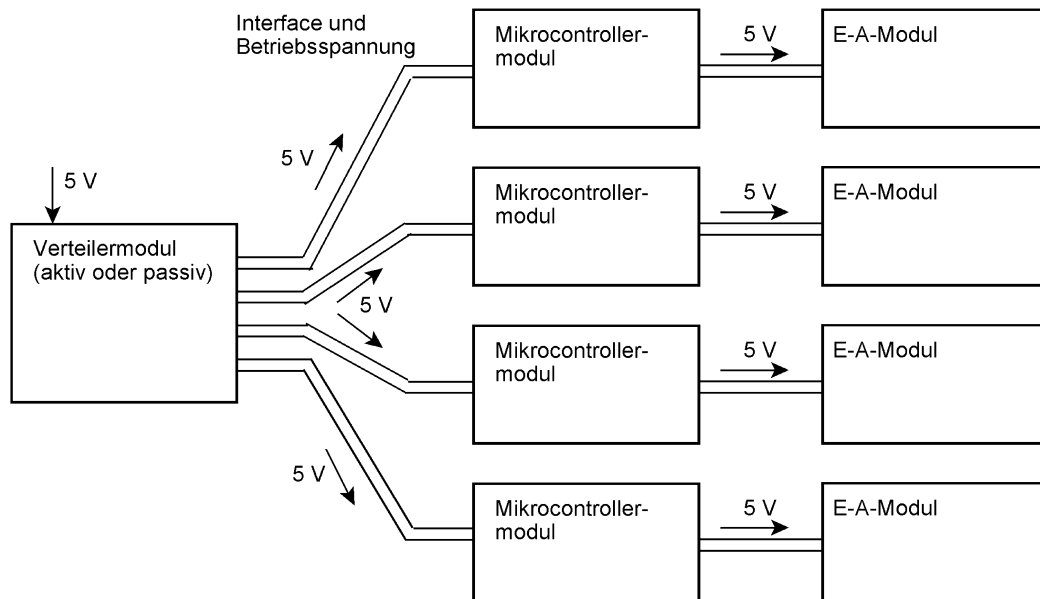 Interface und
Betriebsspannung
Mikrocontroller-
modul
5 V
E-A-Modul
5 V
5 V
Mikrocontroller-
modul
5 V
E-A-Modul
Verteilermodul
(aktiv oder passiv)
5 V
Mikrocontroller-
modul
5 V
E-A-Modul
5 V
Mikrocontroller-
modul
5 V
E-A-Modul